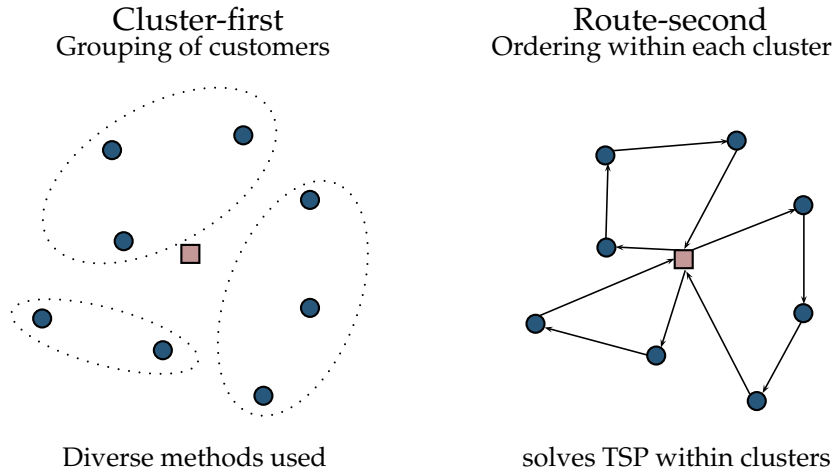 Cluster-first
Grouping of customers
Diverse methods used
Route-second
Ordering within each cluster
solves TSP within clusters